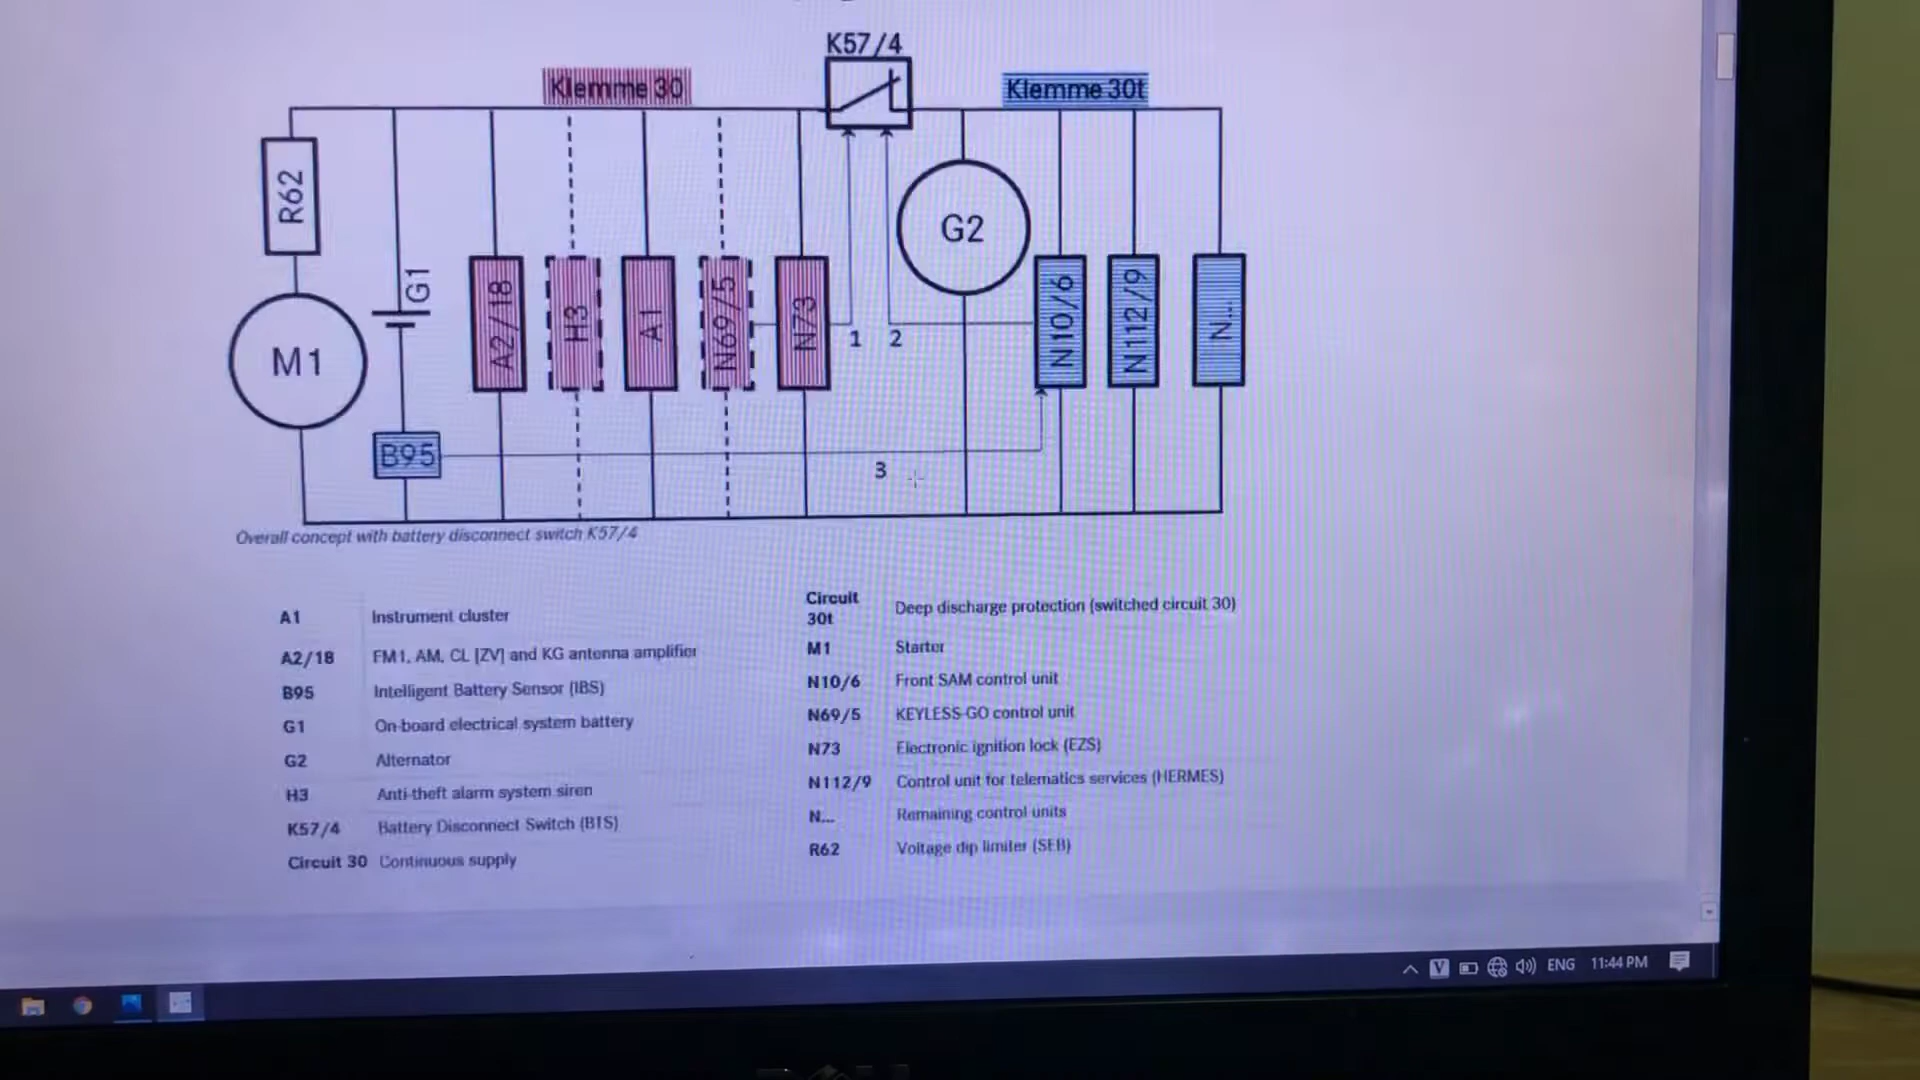 K57/4
Klemme 30
Klemme 30t
R62
G1
G2
M1
A2/18
H3
A1
N69/5
N73
1
2
N10/6
N112/9
N...
B95
3
Overall concept with battery disconnect switch K57/4
A1 Instrument cluster
A2/18 FM1, AM, CL [ZV] and KG antenna amplifier
B95 Intelligent Battery Sensor (IBS)
G1 On-board electrical system battery
G2 Alternator
H3 Anti-theft alarm system siren
K57/4 Battery Disconnect Switch (BTS)
Circuit 30 Continuous supply
Circuit 30t Deep discharge protection (switched circuit 30)
M1 Starter
N10/6 Front SAM control unit
N69/5 KEYLESS-GO control unit
N73 Electronic ignition lock (EZS)
N112/9 Control unit for telematics services (HERMES)
N... Remaining control units
R62 Voltage dip limiter (SEB)
V ENG 11:44 PM